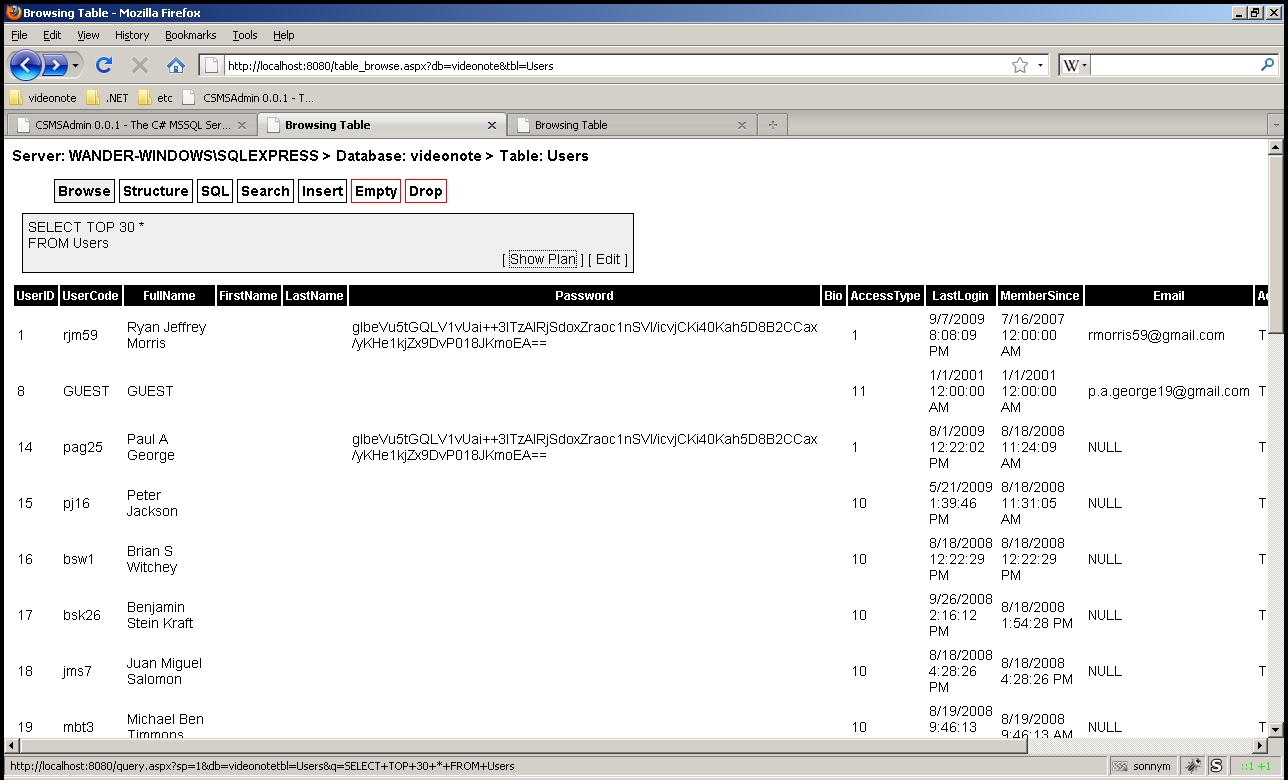 Browsing Table - Mozilla Firefox
File Edit View History Bookmarks Tools Help
http://localhost:8080/table_browse.aspx?db=videonote&tbl=Users
W
videonote .NET etc CSMSAdmin 0.0.1 - T...
CSMSAdmin 0.0.1 - The C# MSSQL Ser... Browsing Table Browsing Table
Server: WANDER-WINDOWS\SQLEXPRESS > Database: videonote > Table: Users
Browse Structure SQL Search Insert Empty Drop
SELECT TOP 30 *
FROM Users
[ Show Plan ] [ Edit ]
UserID UserCode FullName FirstName LastName Password Bio AccessType LastLogin MemberSince Email
1 rjm59 Ryan Jeffrey Morris glbeVu5tGQLV1vUai++3ITzAlRjSdoxZraoc1nSVl/icvjCKi40Kah5D8B2CCax/yKHe1kjZx9DvP018JKmoEA== 1 9/7/2009 8:08:09 PM 7/16/2007 12:00:00 AM rmorris59@gmail.com T
8 GUEST GUEST 11 1/1/2001 12:00:00 AM 1/1/2001 12:00:00 AM p.a.george19@gmail.com T
14 pag25 Paul A George glbeVu5tGQLV1vUai++3ITzAlRjSdoxZraoc1nSVl/icvjCKi40Kah5D8B2CCax/yKHe1kjZx9DvP018JKmoEA== 1 8/1/2009 12:22:02 PM 8/18/2008 11:24:09 AM NULL T
15 pj16 Peter Jackson 10 5/21/2009 1:39:46 PM 8/18/2008 11:31:05 AM NULL T
16 bsw1 Brian S Witchey 10 8/18/2008 12:22:29 PM 8/18/2008 12:22:29 PM NULL T
17 bsk26 Benjamin Stein Kraft 10 9/26/2008 2:16:12 PM 8/18/2008 1:54:28 PM NULL T
18 jms7 Juan Miguel Salomon 10 8/18/2008 4:28:26 PM 8/18/2008 4:28:26 PM NULL T
19 mbt3 Michael Ben Timmons 10 8/19/2008 9:46:13 8/19/2008 9:46:13 AM NULL T
http://localhost:8080/query.aspx?sp=1&db=videonotetbl=Users&q=SELECT+TOP+30+*+FROM+Users sonnym S ::1 +1